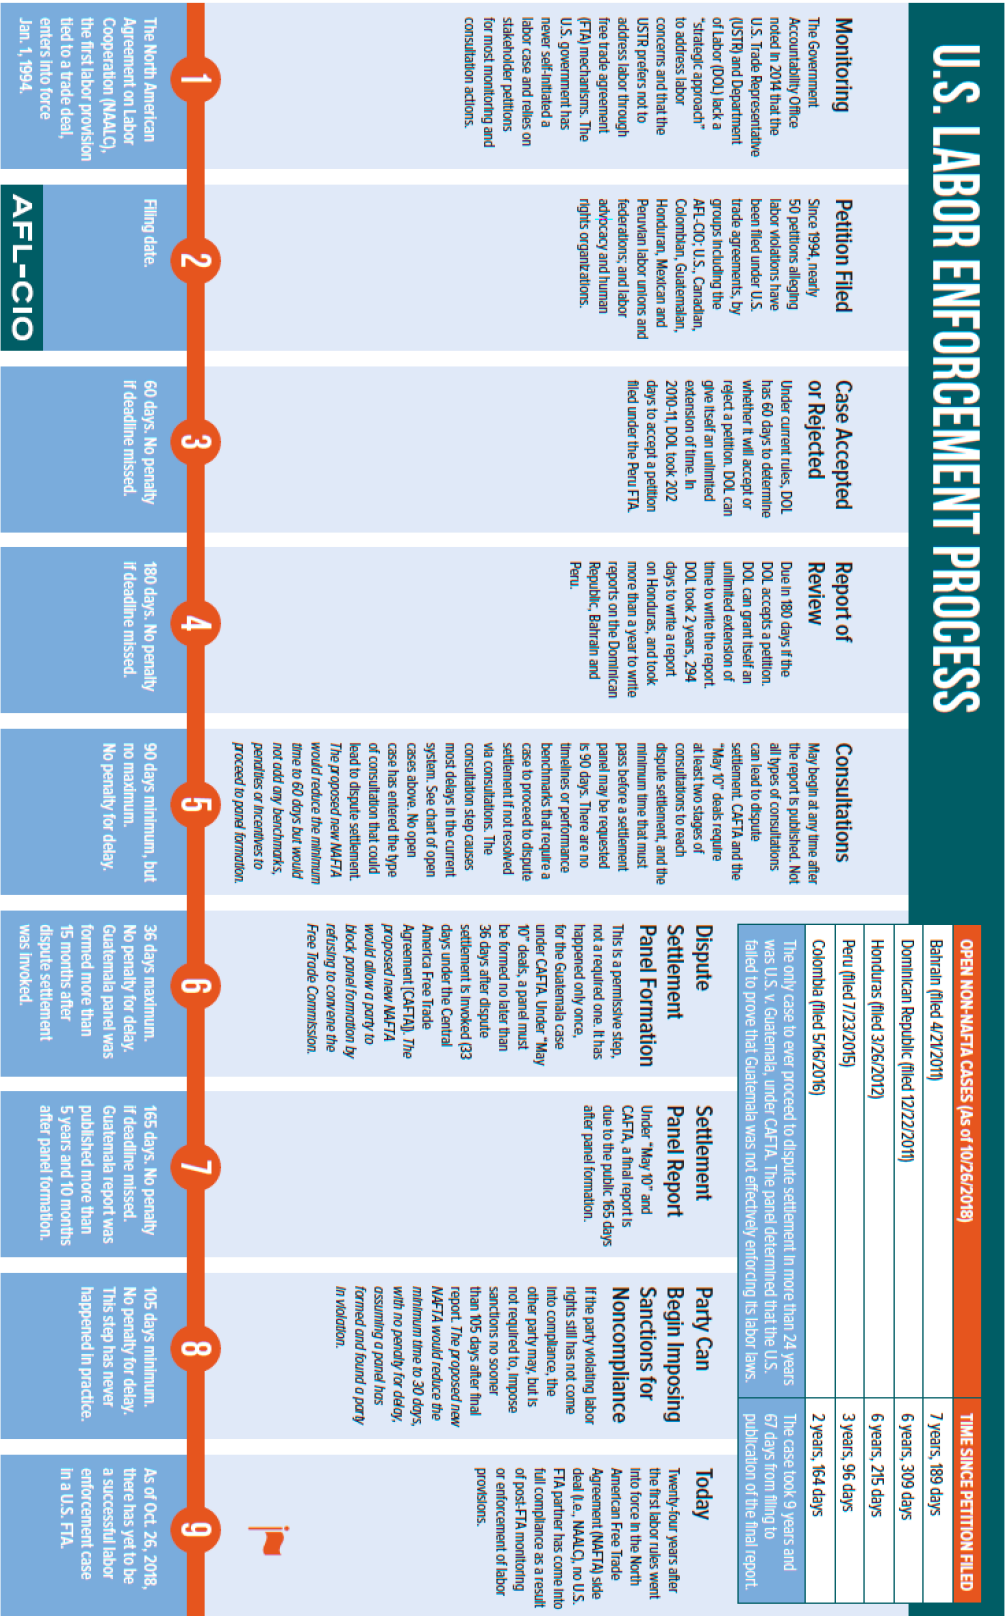 U.S. LABOR ENFORCEMENT PROCESS
OPEN NON-NAFTA CASES (As of 10/26/2018)
TIME SINCE PETITION FILED
Bahrain (filed 4/21/2011)
7 years, 189 days
Dominican Republic (filed 12/22/2011)
6 years, 309 days
Honduras (filed 3/26/2012)
6 years, 215 days
Peru (filed 7/23/2015)
3 years, 96 days
Colombia (filed 5/16/2016)
2 years, 164 days
The only case to ever proceed to dispute settlement in more than 24 years
was U.S. v. Guatemala, under CAFTA. The panel determined that the U.S.
failed to prove that Guatemala was not effectively enforcing its labor laws.
The case took 9 years and
67 days from filing to
publication of the final report.
Monitoring
The Government
Accountability Office
noted in 2014 that the
U.S. Trade Representative
(USTR) and Department
of Labor (DOL) lack a
"strategic approach"
to address labor
concerns and that the
USTR prefers not to
address labor through
free trade agreement
(FTA) mechanisms. The
U.S. government has
never self-initiated a
labor case and relies on
stakeholder petitions
for most monitoring and
consultation actions.
1
The North American
Agreement on Labor
Cooperation (NAALC),
the first labor provision
tied to a trade deal,
enters into force
Jan. 1, 1994.
Petition Filed
Since 1994, nearly
50 petitions alleging
labor violations have
been filed under U.S.
trade agreements, by
groups including the
AFL-CIO; U.S., Canadian,
Colombian, Guatemalan,
Honduran, Mexican and
Peruvian labor unions and
federations; and labor
advocacy and human
rights organizations.
2
Filing date.
Case Accepted
or Rejected
Under current rules, DOL
has 60 days to determine
whether it will accept or
reject a petition. DOL can
give itself an unlimited
extension of time. In
2010-11, DOL took 202
days to accept a petition
filed under the Peru FTA.
3
60 days. No penalty
if deadline missed.
Report of
Review
Due in 180 days if the
DOL accepts a petition.
DOL can grant itself an
unlimited extension of
time to write the report.
DOL took 2 years, 294
days to write a report
on Honduras, and took
more than a year to write
reports on the Dominican
Republic, Bahrain and
Peru.
4
180 days. No penalty
if deadline missed.
Consultations
May begin at any time after
the report is published. Not
all types of consultations
can lead to dispute
settlement. CAFTA and the
"May 10" deals require
at least two stages of
consultations to reach
dispute settlement, and the
minimum time that must
pass before a settlement
panel may be requested
is 90 days. There are no
timelines or performance
benchmarks that require a
case to proceed to dispute
settlement if not resolved
via consultations. The
consultation step causes
most delays in the current
system. See chart of open
cases above. No open
case has entered the type
of consultation that could
lead to dispute settlement.
The proposed new NAFTA
would reduce the minimum
time to 60 days but would
not add any benchmarks,
penalties or incentives to
proceed to panel formation.
5
90 days minimum, but
no maximum.
No penalty for delay.
Dispute
Settlement
Panel Formation
This is a permissive step,
not a required one. It has
happened only once,
for the Guatemala case
under CAFTA. Under "May
10" deals, a panel must
be formed no later than
36 days after dispute
settlement is invoked (33
days under the Central
America Free Trade
Agreement [CAFTA]). The
proposed new NAFTA
would allow a party to
block panel formation by
refusing to convene the
Free Trade Commission.
6
36 days maximum.
No penalty for delay.
Guatemala panel was
formed more than
15 months after
dispute settlement
was invoked.
Settlement
Panel Report
Under "May 10" and
CAFTA, a final report is
due to the public 165 days
after panel formation.
7
165 days. No penalty
if deadline missed.
Guatemala report was
published more than
5 years and 10 months
after panel formation.
Party Can
Begin Imposing
Sanctions for
Noncompliance
If the party violating labor
rights still has not come
into compliance, the
other party may, but is
not required to, impose
sanctions no sooner
than 105 days after final
report. The proposed new
NAFTA would reduce the
minimum time to 30 days,
with no penalty for delay,
assuming a panel has
formed and found a party
in violation.
8
105 days minimum.
No penalty for delay.
This step has never
happened in practice.
Today
Twenty-four years after
the first labor rules went
into force in the North
American Free Trade
Agreement (NAFTA) side
deal (i.e., NAALC), no U.S.
FTA partner has come into
full compliance as a result
of post-FTA monitoring
or enforcement of labor
provisions.
9
As of Oct. 26, 2018,
there has yet to be
a successful labor
enforcement case
in a U.S. FTA.
AFL-CIO